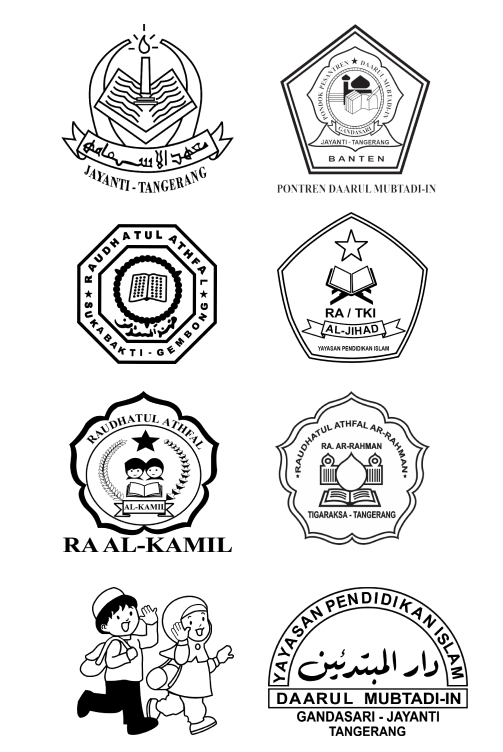 JAYANTI - TANGERANG
PONDOK PESANTREN ★ DAARUL MUBTADI-IN
GANDASARI
JAYANTI - TANGERANG
BANTEN
PONTREN DAARUL MUBTADI-IN
RAUDHATUL ATHFAL
★ SUKABAKTI - GEMBONG ★
RA / TKI
AL-JIHAD
YAYASAN PENDIDIKAN ISLAM
RAUDHATUL ATHFAL
AL-KAMIL
RA AL-KAMIL
RAUDHATUL ATHFAL AR-RAHMAN
RA. AR-RAHMAN
TIGARAKSA - TANGERANG
YAYASAN PENDIDIKAN ISLAM
دار المبتدئين
DAARUL MUBTADI-IN
GANDASARI - JAYANTI
TANGERANG